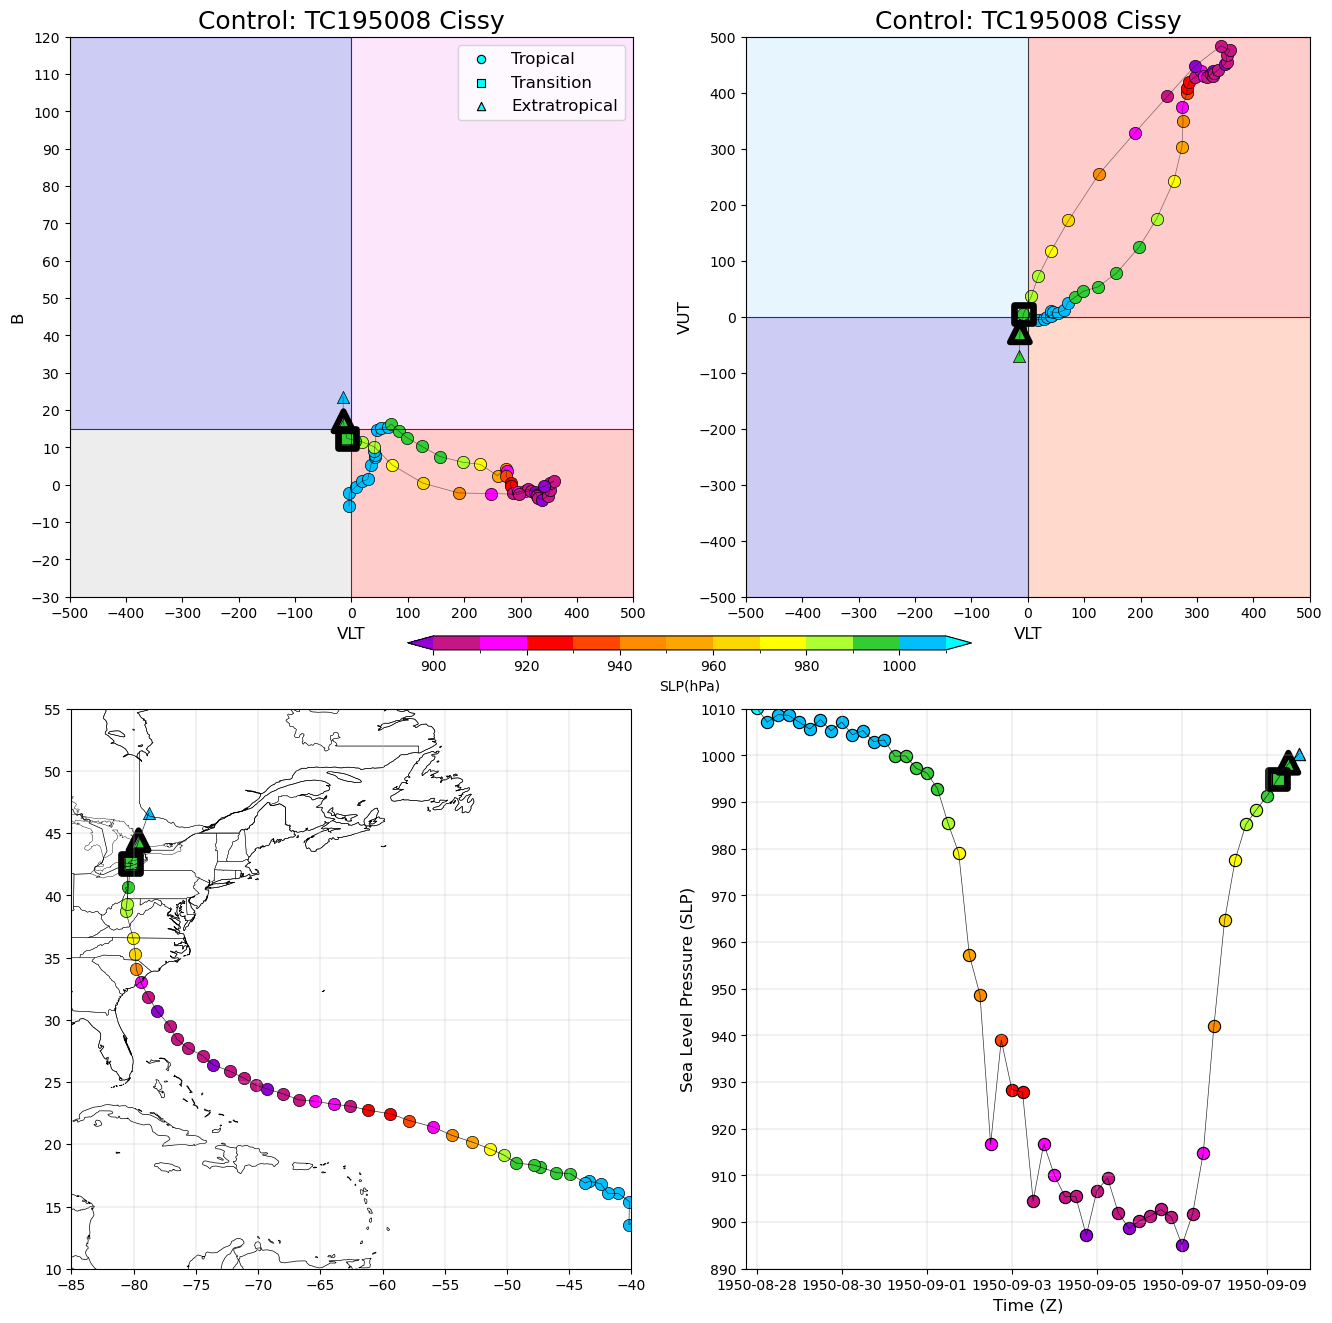 Control: TC195008 Cissy
Control: TC195008 Cissy
Tropical
Transition
Extratropical
120
110
100
90
80
70
60
50
40
30
20
10
0
−10
−20
−30
B
−500 −400 −300 −200 −100 0 100 200 300 400 500
VLT
500
400
300
200
100
0
−100
−200
−300
−400
−500
VUT
−500 −400 −300 −200 −100 0 100 200 300 400 500
VLT
900 920 940 960 980 1000
SLP(hPa)
55
50
45
40
35
30
25
20
15
10
−85 −80 −75 −70 −65 −60 −55 −50 −45 −40
1010
1000
990
980
970
960
950
940
930
920
910
900
890
Sea Level Pressure (SLP)
1950-08-28 1950-08-30 1950-09-01 1950-09-03 1950-09-05 1950-09-07 1950-09-09
Time (Z)